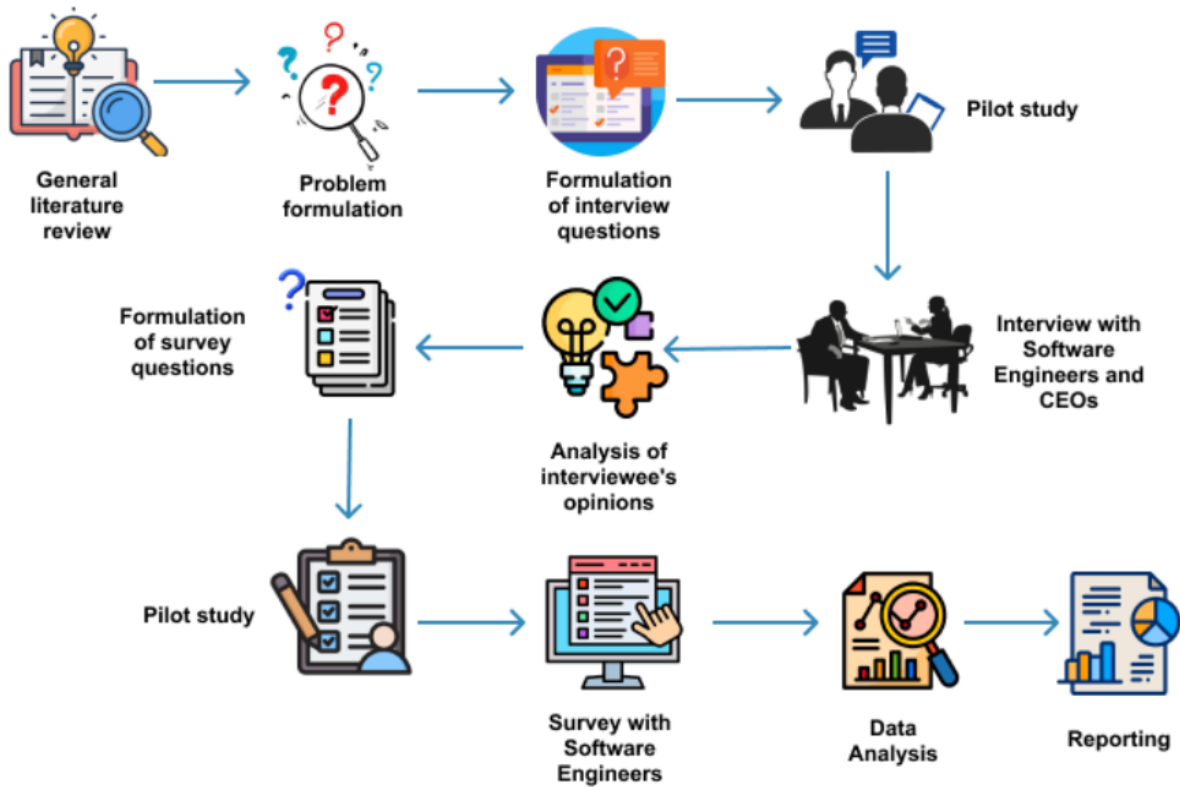 General
literature
review
Problem
formulation
Formulation
of interview
questions
Pilot study
Interview with
Software
Engineers and
CEOs
Analysis of
interviewee's
opinions
Formulation
of survey
questions
Pilot study
Survey with
Software
Engineers
Data
Analysis
Reporting